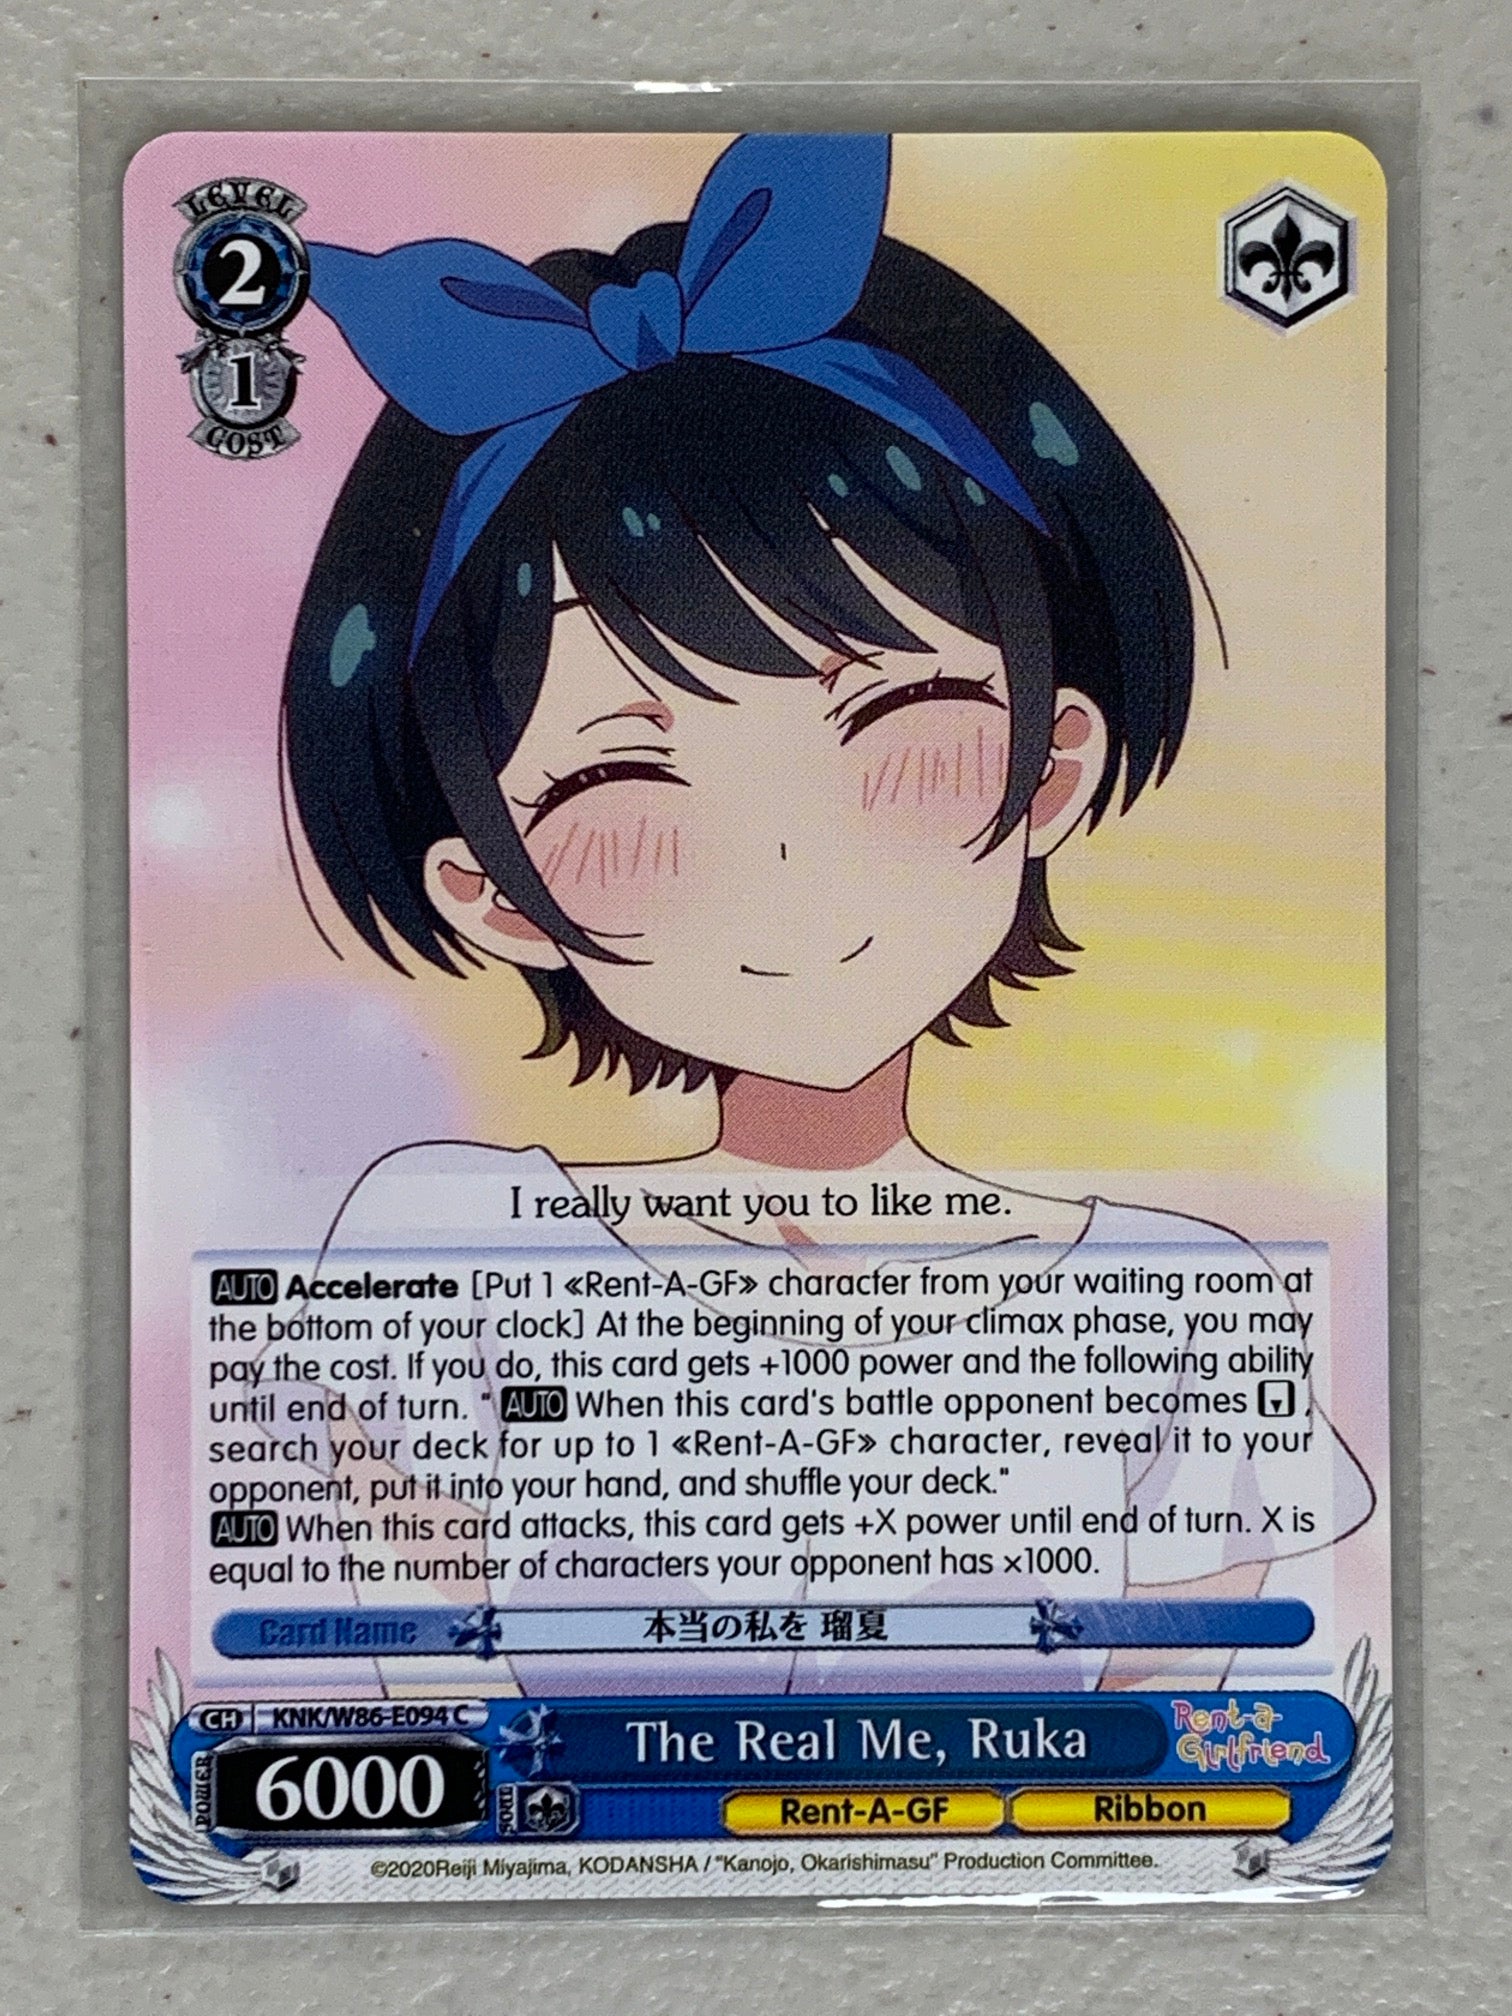 LEVEL
2
1
COST
I really want you to like me.
AUTO Accelerate [Put 1 «Rent-A-GF» character from your waiting room at
the bottom of your clock] At the beginning of your climax phase, you may
pay the cost. If you do, this card gets +1000 power and the following ability
until end of turn. " AUTO When this card's battle opponent becomes ,
search your deck for up to 1 «Rent-A-GF» character, reveal it to your
opponent, put it into your hand, and shuffle your deck."
AUTO When this card attacks, this card gets +X power until end of turn. X is
equal to the number of characters your opponent has ×1000.
Card Name 本当の私を 瑠夏
CH KNK/W86-E094 C
The Real Me, Ruka
Rent-a-
Girlfriend
POWER 6000 SOUL
Rent-A-GF Ribbon
©2020Reiji Miyajima, KODANSHA / "Kanojo, Okarishimasu" Production Committee.